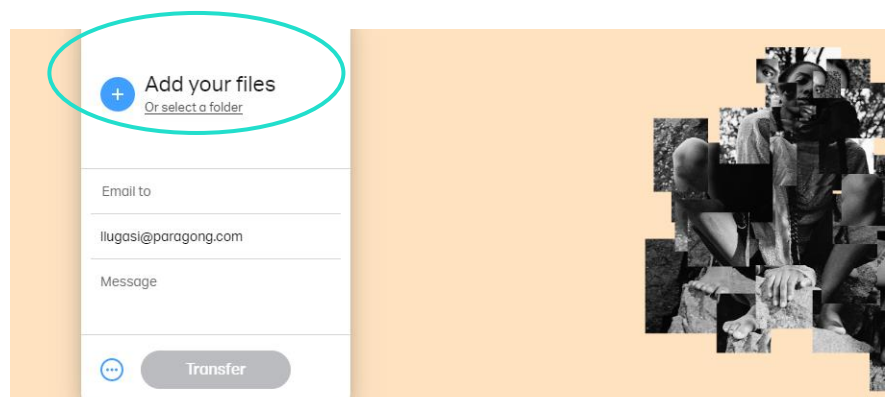 Add your files
Or select a folder
Email to
llugasi@paragong.com
Message
Transfer